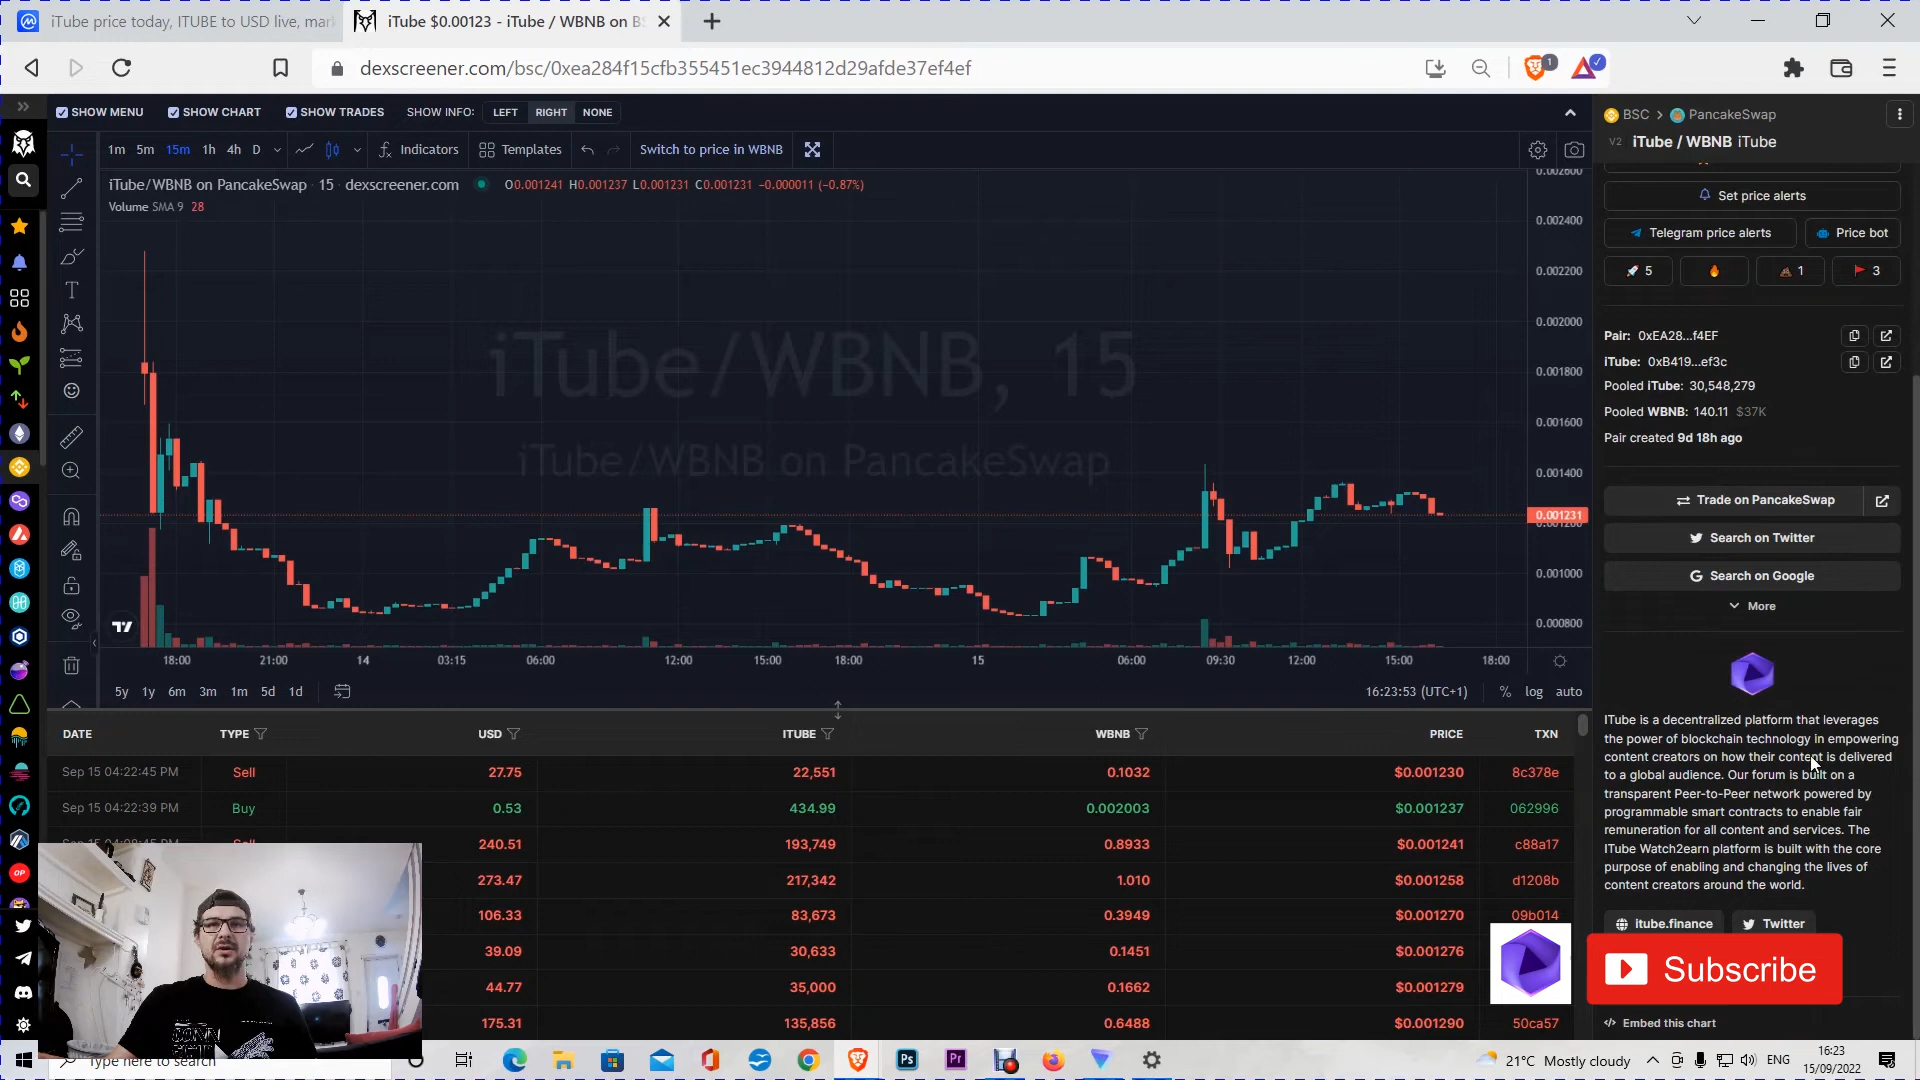 iTube price today, ITUBE to USD live, mark
iTube $0.00123 - iTube / WBNB on BS
dexscreener.com/bsc/0xea284f15cfb355451ec3944812d29afde37ef4ef
1
SHOW MENU
SHOW CHART
SHOW TRADES
SHOW INFO:
LEFT
RIGHT
NONE
BSC > PancakeSwap
V2 iTube / WBNB iTube
1m 5m 15m 1h 4h D
Indicators
Templates
Switch to price in WBNB
iTube/WBNB on PancakeSwap · 15 · dexscreener.com
O0.001241 H0.001237 L0.001231 C0.001231 -0.000011 (-0.87%)
Volume SMA 9 28
iTube/WBNB, 15
iTube/WBNB on PancakeSwap
0.002600
0.002400
0.002200
0.002000
0.001800
0.001600
0.001400
0.001231
0.001200
0.001000
0.000800
18:00 21:00 14 03:15 06:00 12:00 15:00 18:00 15 06:00 09:30 12:00 15:00 18:00
5y 1y 6m 3m 1m 5d 1d
16:23:53 (UTC+1)
% log auto
Set price alerts
Telegram price alerts
Price bot
5
1
3
Pair: 0xEA28...f4EF
iTube: 0xB419...ef3c
Pooled iTube: 30,548,279
Pooled WBNB: 140.11 $37K
Pair created 9d 18h ago
Trade on PancakeSwap
Search on Twitter
Search on Google
More
ITube is a decentralized platform that leverages
the power of blockchain technology in empowering
content creators on how their content is delivered
to a global audience. Our forum is built on a
transparent Peer-to-Peer network powered by
programmable smart contracts to enable fair
remuneration for all content and services. The
ITube Watch2earn platform is built with the core
purpose of enabling and changing the lives of
content creators around the world.
itube.finance
Twitter
Subscribe
Embed this chart
DATE TYPE USD ITUBE WBNB PRICE TXN
Sep 15 04:22:45 PM Sell 27.75 22,551 0.1032 $0.001230 8c378e
Sep 15 04:22:39 PM Buy 0.53 434.99 0.002003 $0.001237 062996
240.51 193,749 0.8933 $0.001241 c88a17
273.47 217,342 1.010 $0.001258 d1208b
106.33 83,673 0.3949 $0.001270 09b014
39.09 30,633 0.1451 $0.001276
44.77 35,000 0.1662 $0.001279
175.31 135,856 0.6488 $0.001290 50ca57
OP
Type here to search
Ps
Pr
21°C Mostly cloudy
ENG
16:23
15/09/2022